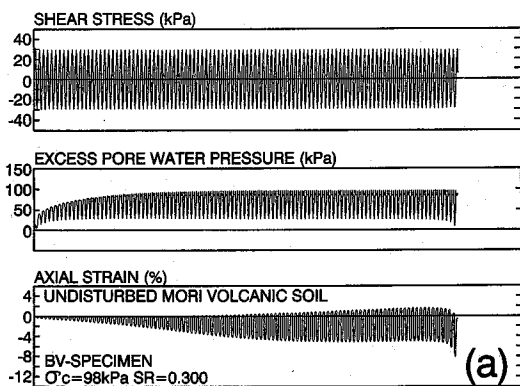 SHEAR STRESS (kPa)
40
20
0
-20
-40
EXCESS PORE WATER PRESSURE (kPa)
150
100
50
0
AXIAL STRAIN (%)
UNDISTURBED MORI VOLCANIC SOIL
4
0
-4
-8
-12
BV-SPECIMEN
σ'c=98kPa SR=0.300
(a)